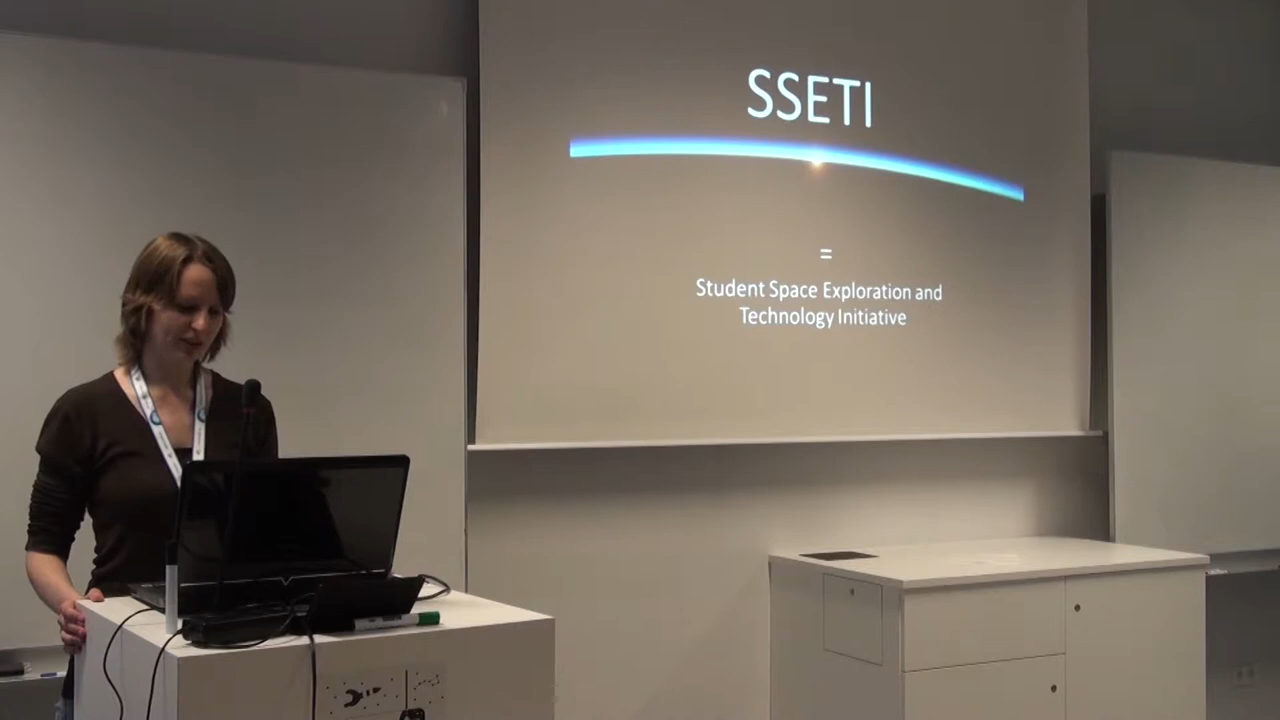 SSETI
=
Student Space Exploration and
Technology Initiative